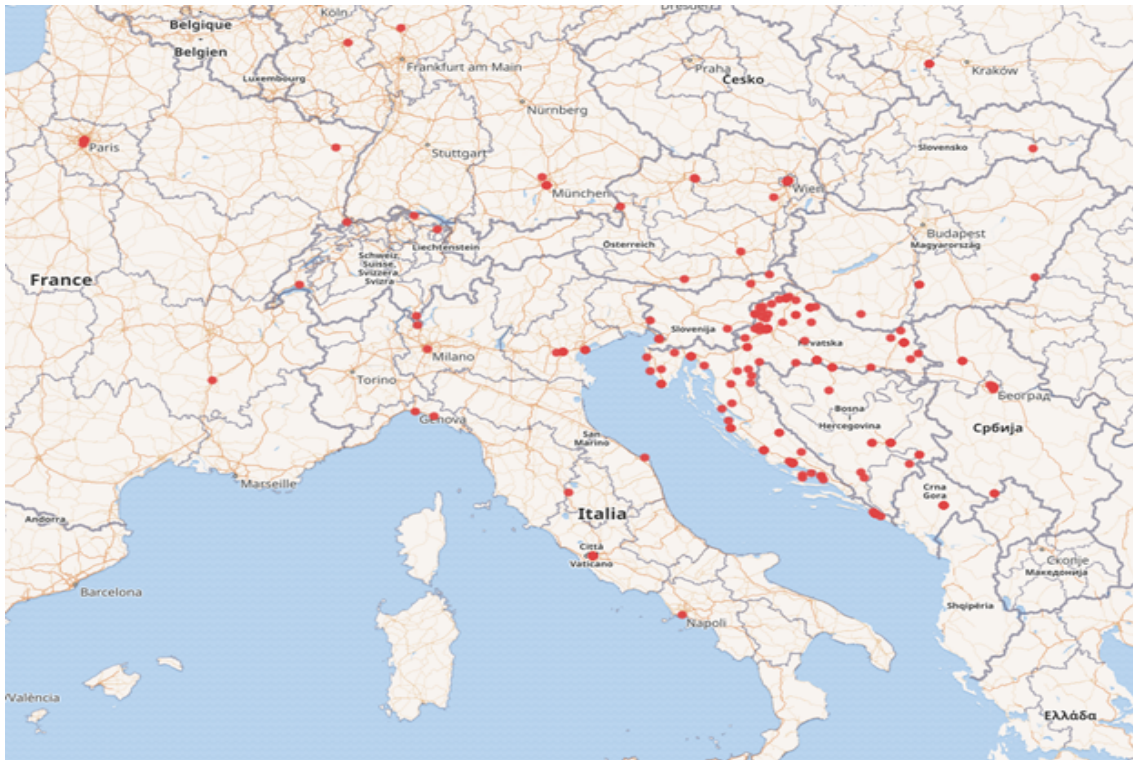 Köln
Dresden
Belgique
Belgien
Luxembourg
Frankfurt am Main
Praha
Česko
Kraków
Nürnberg
Slovensko
Paris
Stuttgart
München
Wien
Budapest
Magyarország
Österreich
Liechtenstein
Schweiz,
Suisse,
Svizzera,
Svizra
France
Slovenija
Hrvatska
Milano
Torino
Београд
Bosna
i
Hercegovina
Србија
Genova
San
Marino
Marseille
Crna
Gora
Italia
Andorra
Città
Vaticano
Скопје
Македонија
Barcelona
Shqipëria
Napoli
/València
Ελλάδα